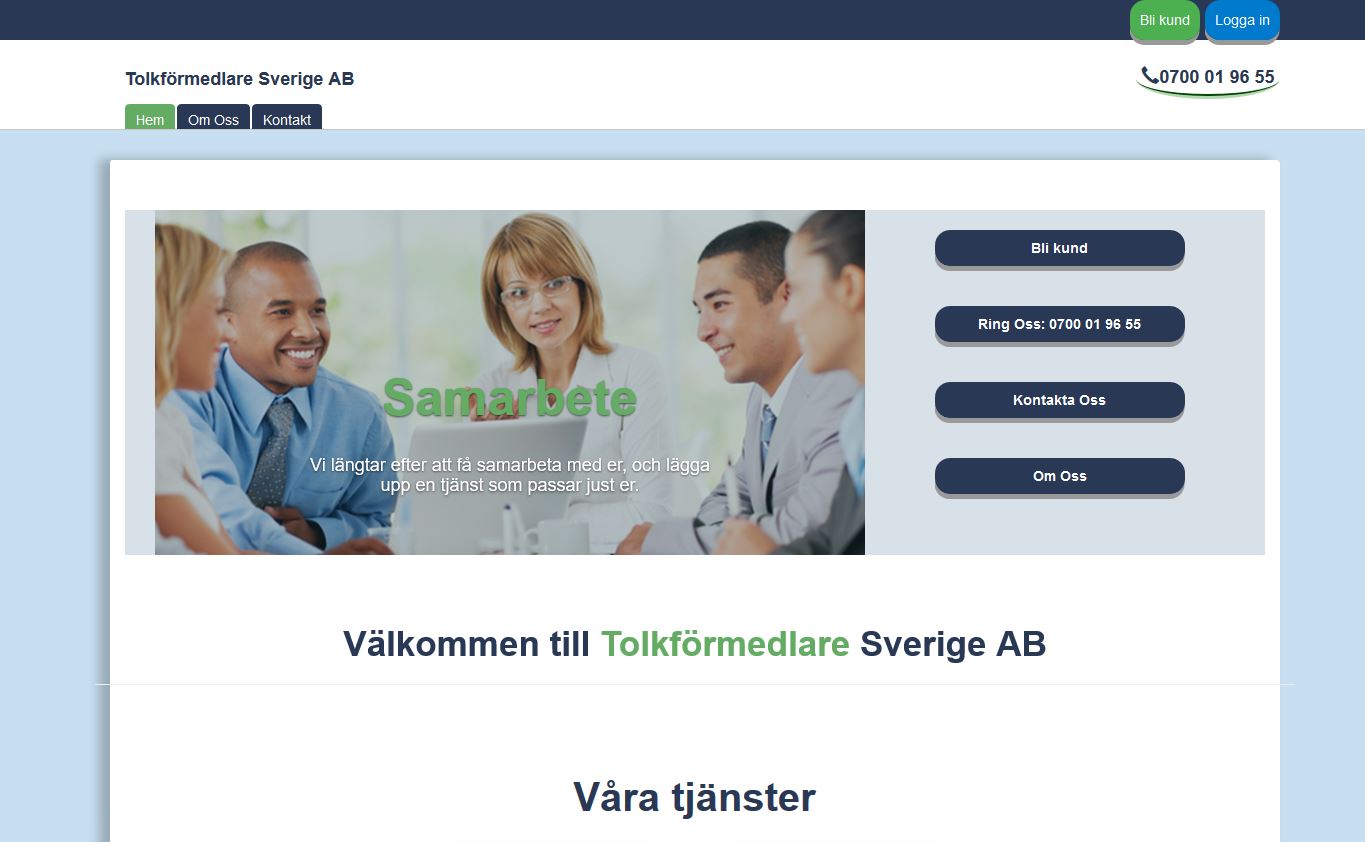 Bli kund
Logga in
Tolkförmedlare Sverige AB
0700 01 96 55
Hem
Om Oss
Kontakt
Samarbete
Vi längtar efter att få samarbeta med er, och lägga
upp en tjänst som passar just er.
Bli kund
Ring Oss: 0700 01 96 55
Kontakta Oss
Om Oss
Välkommen till Tolkförmedlare Sverige AB
Våra tjänster